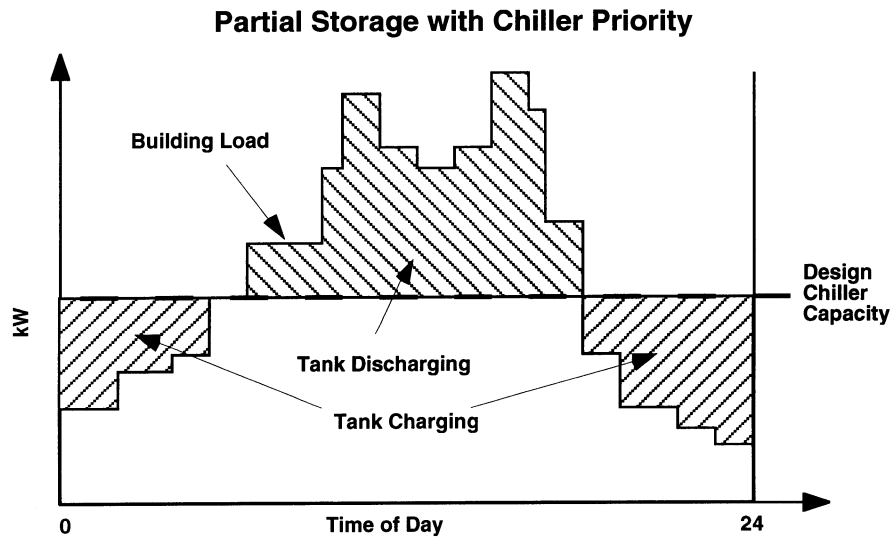 Partial Storage with Chiller Priority
Building Load
Design
Chiller
Capacity
kW
Tank Discharging
Tank Charging
0
Time of Day
24